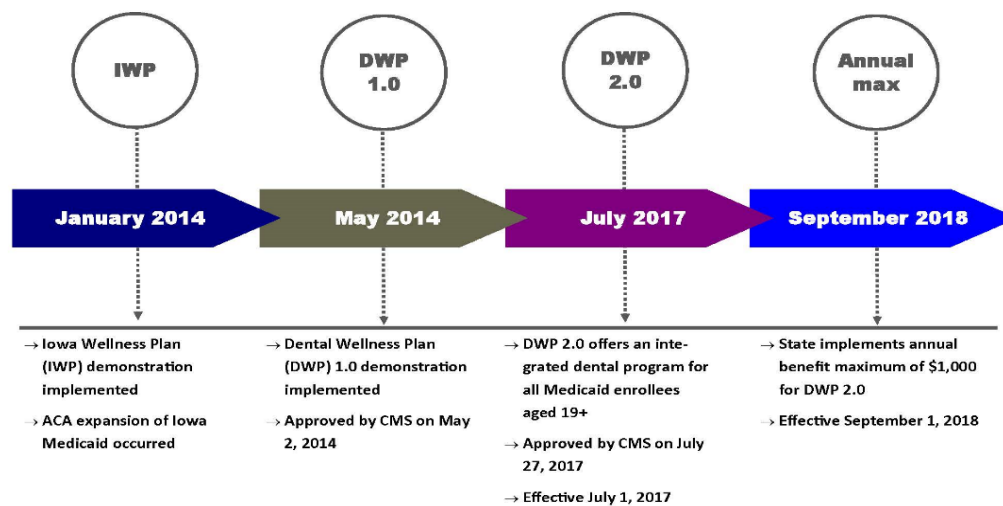 IWP
DWP
1.0
DWP
2.0
Annual
max
January 2014
May 2014
July 2017
September 2018
→ Iowa Wellness Plan
(IWP) demonstration
implemented
→ ACA expansion of Iowa
Medicaid occurred
→ Dental Wellness Plan
(DWP) 1.0 demonstration
implemented
→ Approved by CMS on May
2, 2014
→ DWP 2.0 offers an inte-
grated dental program for
all Medicaid enrollees
aged 19+
→ Approved by CMS on July
27, 2017
→ Effective July 1, 2017
→ State implements annual
benefit maximum of $1,000
for DWP 2.0
→ Effective September 1, 2018